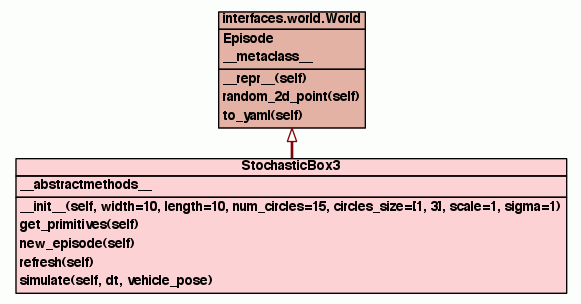 interfaces.world.World
Episode
__metaclass__
__repr__(self)
random_2d_point(self)
to_yaml(self)
StochasticBox3
__abstractmethods__
__init__(self, width=10, length=10, num_circles=15, circles_size=[1, 3], scale=1, sigma=1)
get_primitives(self)
new_episode(self)
refresh(self)
simulate(self, dt, vehicle_pose)